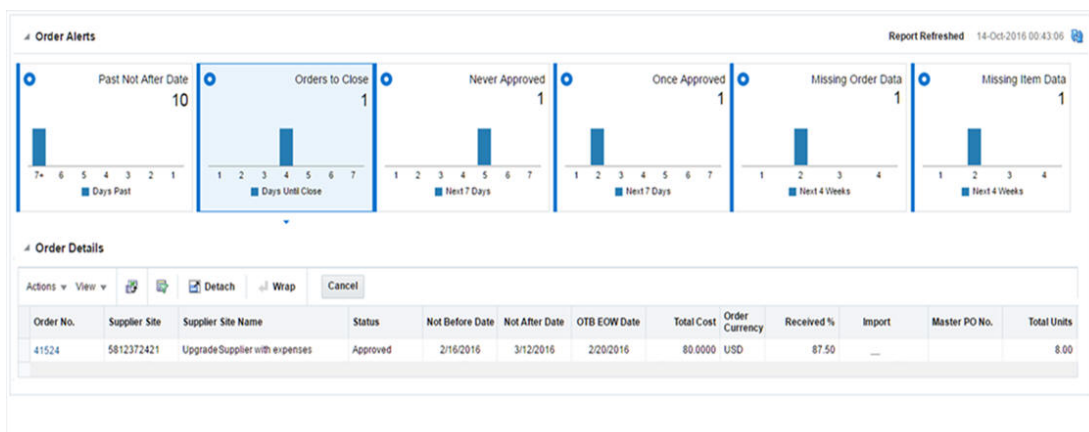 Order Alerts
Report Refreshed 14-Oct-2016 00:43:06
Past Not After Date
10
7+ 6 5 4 3 2 1
Days Past
Orders to Close
1
1 2 3 4 5 6 7
Days Until Close
Never Approved
1
1 2 3 4 5 6 7
Next 7 Days
Once Approved
1
1 2 3 4 5 6 7
Next 7 Days
Missing Order Data
1
1 2 3 4
Next 4 Weeks
Missing Item Data
1
1 2 3 4
Next 4 Weeks
Order Details
Actions View Detach Wrap Cancel
Order No. Supplier Site Supplier Site Name Status Not Before Date Not After Date OTB EOW Date Total Cost Order Currency Received % Import Master PO No. Total Units
41524 5812372421 UpgradeSupplier with expenses Approved 2/16/2016 3/12/2016 2/20/2016 80.0000 USD 87.50 __ 8.00